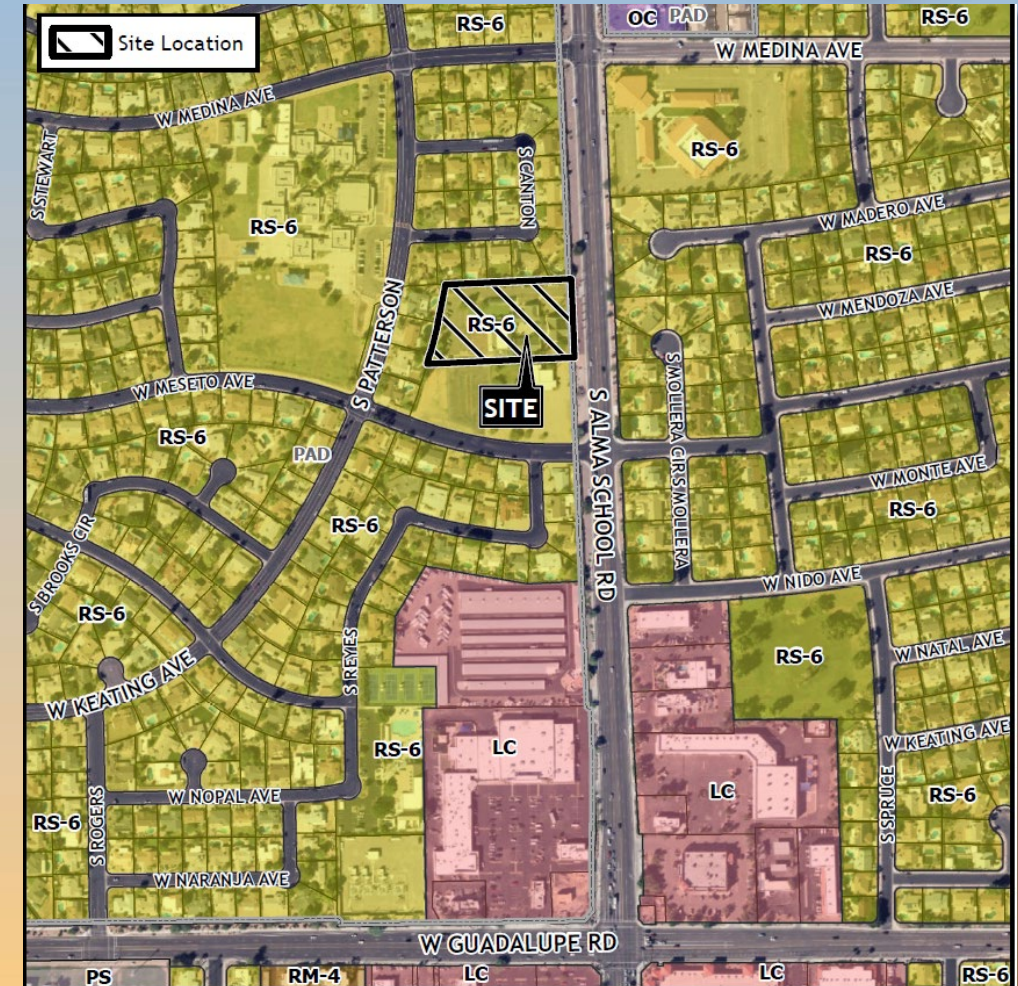 Site Location
RS-6
OC
PAD
RS-6
W MEDINA AVE
W MEDINA AVE
S STEWART
S CANTON
RS-6
RS-6
W MADERO AVE
RS-6
W MENDOZA AVE
S PATTERSON
RS-6
SITE
W MESETO AVE
S MOLLERA CIR
S MOLLERA
S ALMA SCHOOL RD
RS-6
PAD
RS-6
W MONTE AVE
RS-6
S BROOKS CIR
W NIDO AVE
RS-6
S REYES
RS-6
W NATAL AVE
W KEATING AVE
RS-6
LC
W KEATING AVE
LC
RS-6
W NOPAL AVE
RS-6
S ROGERS
S SPRUCE
W NARANJA AVE
W GUADALUPE RD
PS
RM-4
LC
LC
RS-6